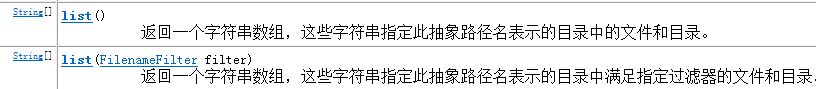 String[] list()
返回一个字符串数组，这些字符串指定此抽象路径名表示的目录中的文件和目录。
String[] list(FilenameFilter filter)
返回一个字符串数组，这些字符串指定此抽象路径名表示的目录中满足指定过滤器的文件和目录.